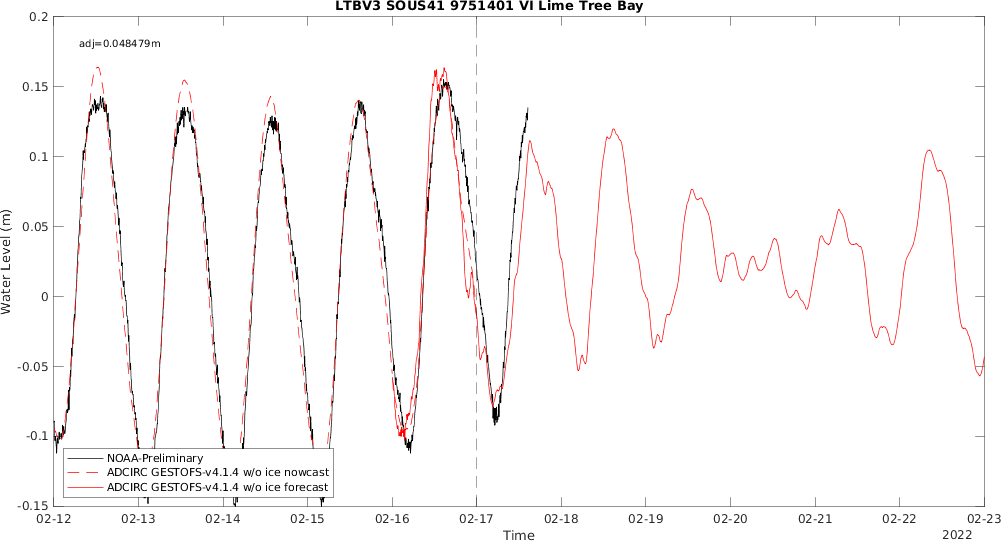 LTBV3 SOUS41 9751401 VI Lime Tree Bay
adj=0.048479m
0.2
0.15
0.1
0.05
0
-0.05
-0.1
-0.15
Water Level (m)
NOAA-Preliminary
ADCIRC GESTOFS-v4.1.4 w/o ice nowcast
ADCIRC GESTOFS-v4.1.4 w/o ice forecast
02-12 02-13 02-14 02-15 02-16 02-17 02-18 02-19 02-20 02-21 02-22 02-23
Time
2022